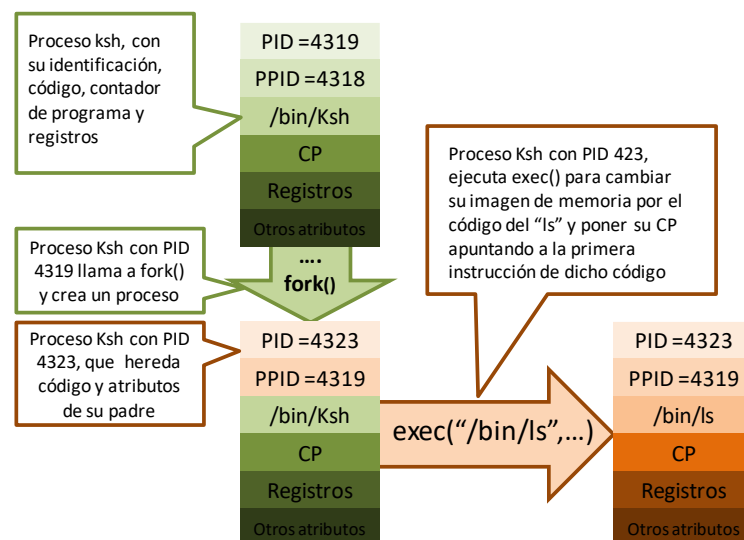 Proceso ksh, con
su identificación,
código, contador
de programa y
registros
PID =4319
PPID =4318
/bin/Ksh
CP
Registros
Otros atributos
Proceso Ksh con PID
4319 llama a fork()
y crea un proceso
....
fork()
Proceso Ksh con PID
4323, que hereda
código y atributos
de su padre
PID =4323
PPID =4319
/bin/Ksh
CP
Registros
Otros atributos
Proceso Ksh con PID 423,
ejecuta exec() para cambiar
su imagen de memoria por el
código del “ls” y poner su CP
apuntando a la primera
instrucción de dicho código
exec(“/bin/ls”,…)
PID =4323
PPID =4319
/bin/ls
CP
Registros
Otros atributos